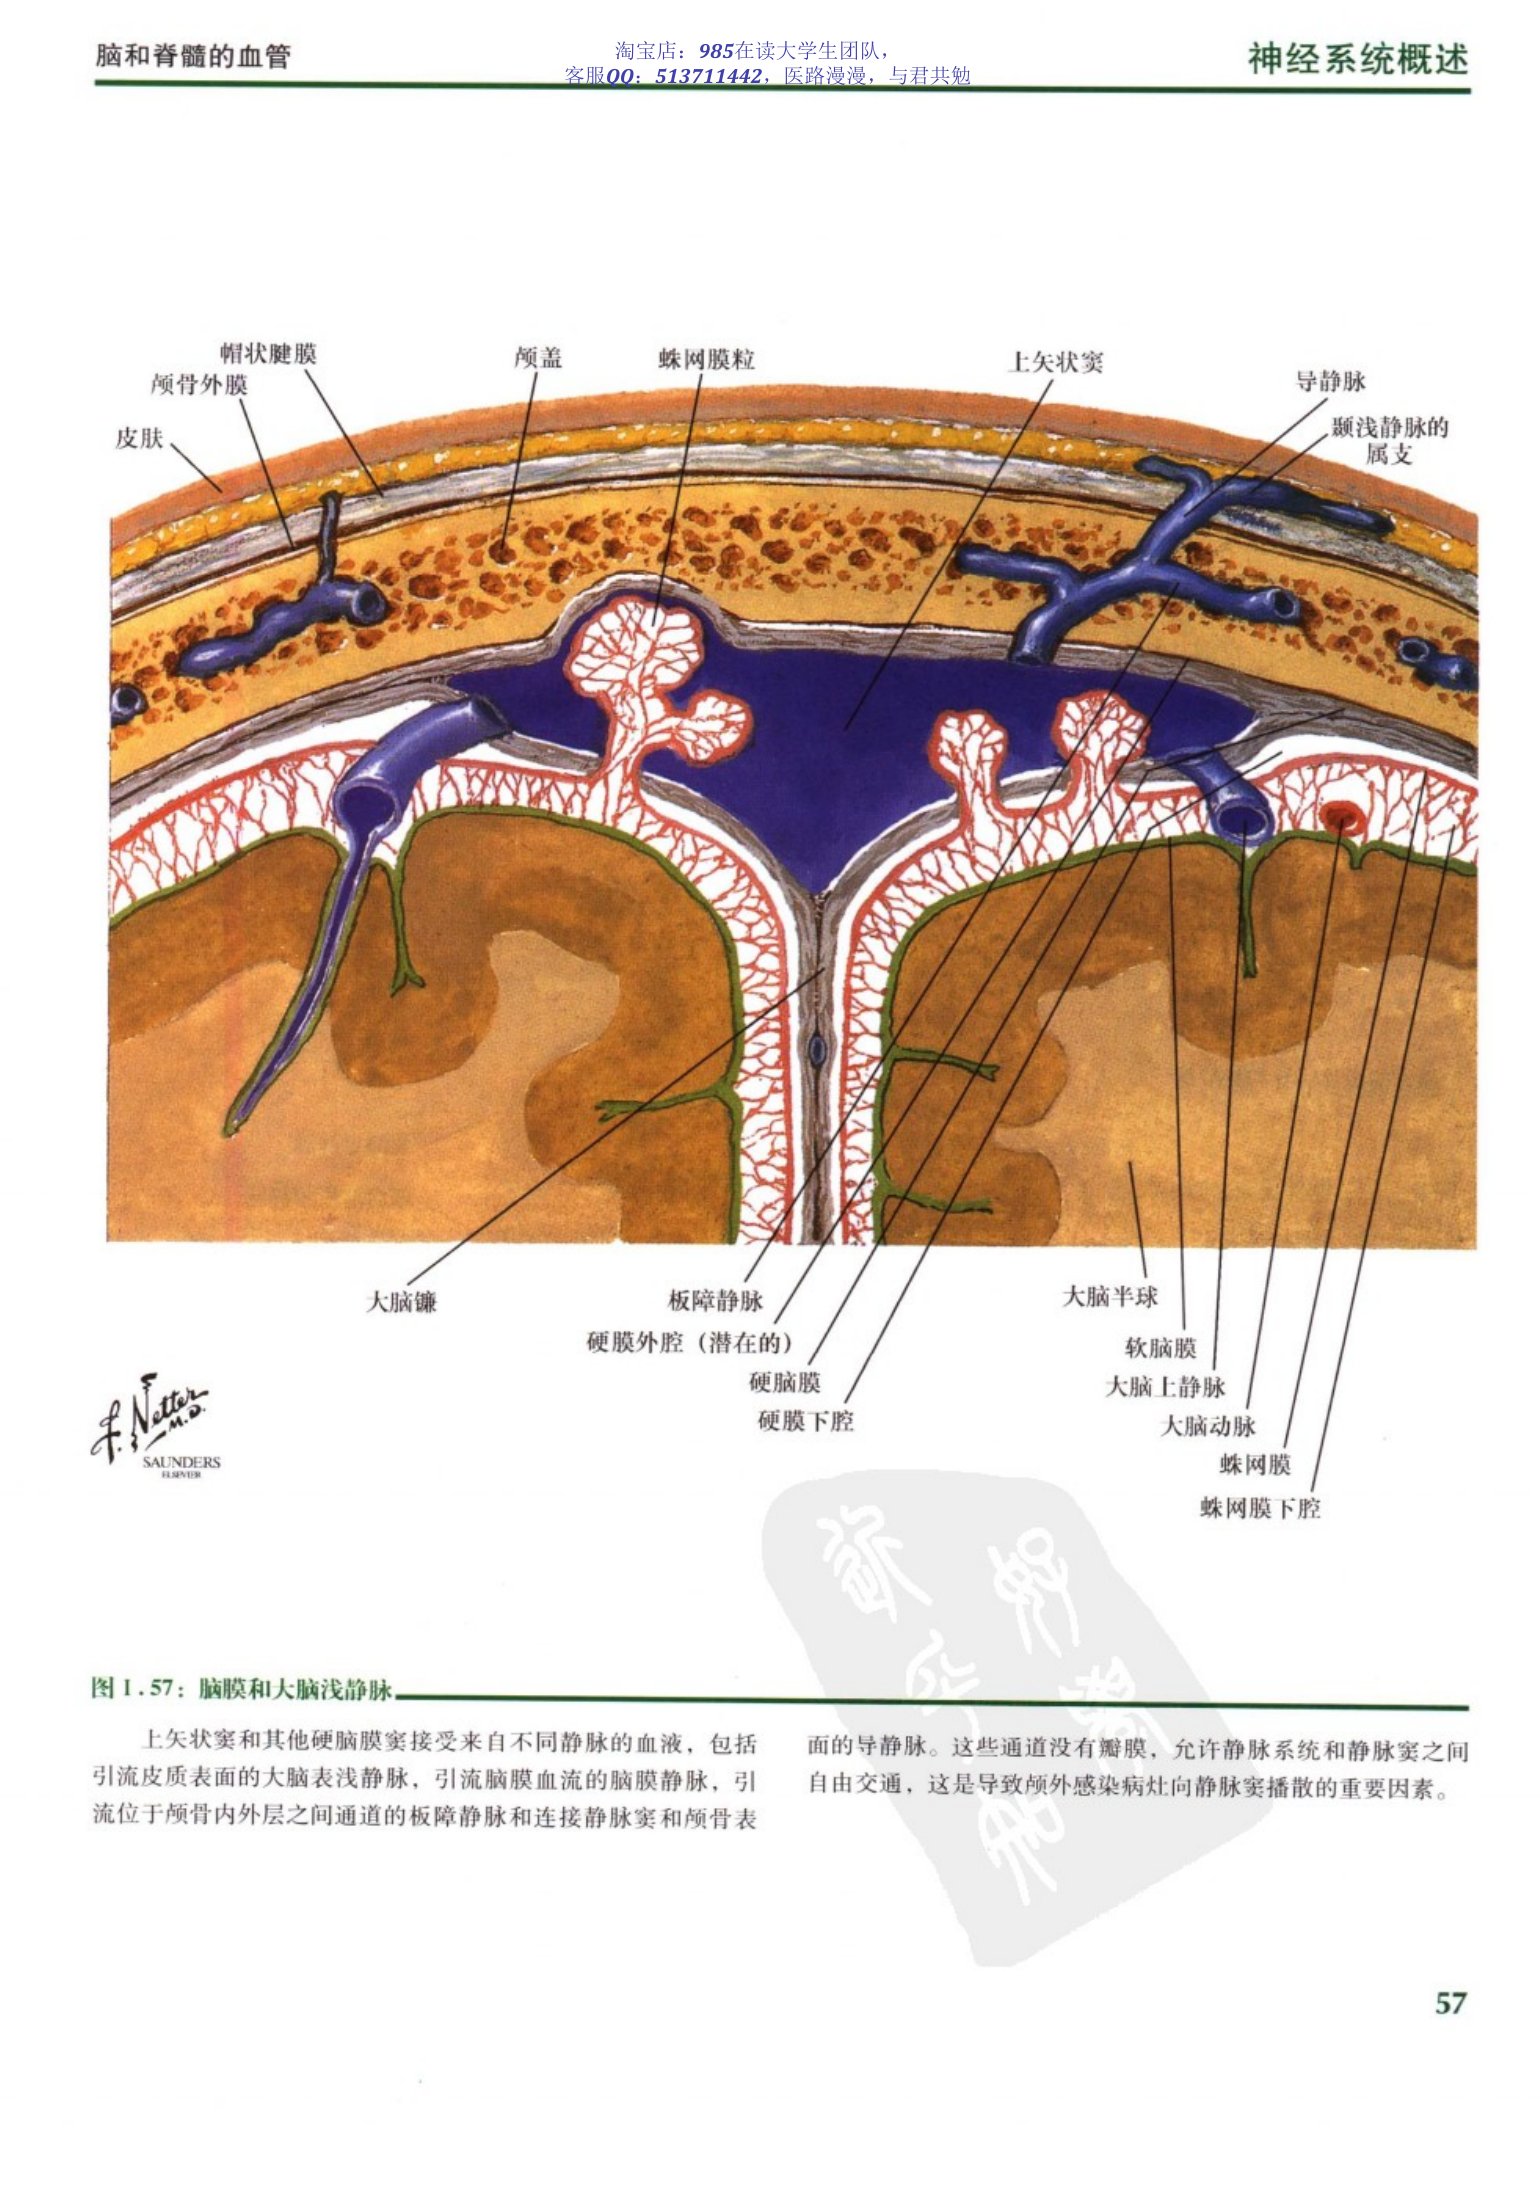 脑和脊髓的血管
淘宝店：985在读大学生团队，
客服QQ：513711442，医路漫漫，与君共勉
神经系统概述
帽状腱膜
颅骨外膜
皮肤
颅盖
蛛网膜粒
上矢状窦
导静脉
颞浅静脉的
属支
大脑镰
板障静脉
硬膜外腔（潜在的）
硬脑膜
硬膜下腔
大脑半球
软脑膜
大脑上静脉
大脑动脉
蛛网膜
蛛网膜下腔
F. Netter
M.D.
SAUNDERS
ELSEVIER
图 I.57：脑膜和大脑浅静脉
上矢状窦和其他硬脑膜窦接受来自不同静脉的血液，包括
引流皮质表面的大脑表浅静脉，引流脑膜血流的脑膜静脉，引
流位于颅骨内外层之间通道的板障静脉和连接静脉窦和颅骨表
面的导静脉。这些通道没有瓣膜，允许静脉系统和静脉窦之间
自由交通，这是导致颅外感染病灶向静脉窦播散的重要因素。
57